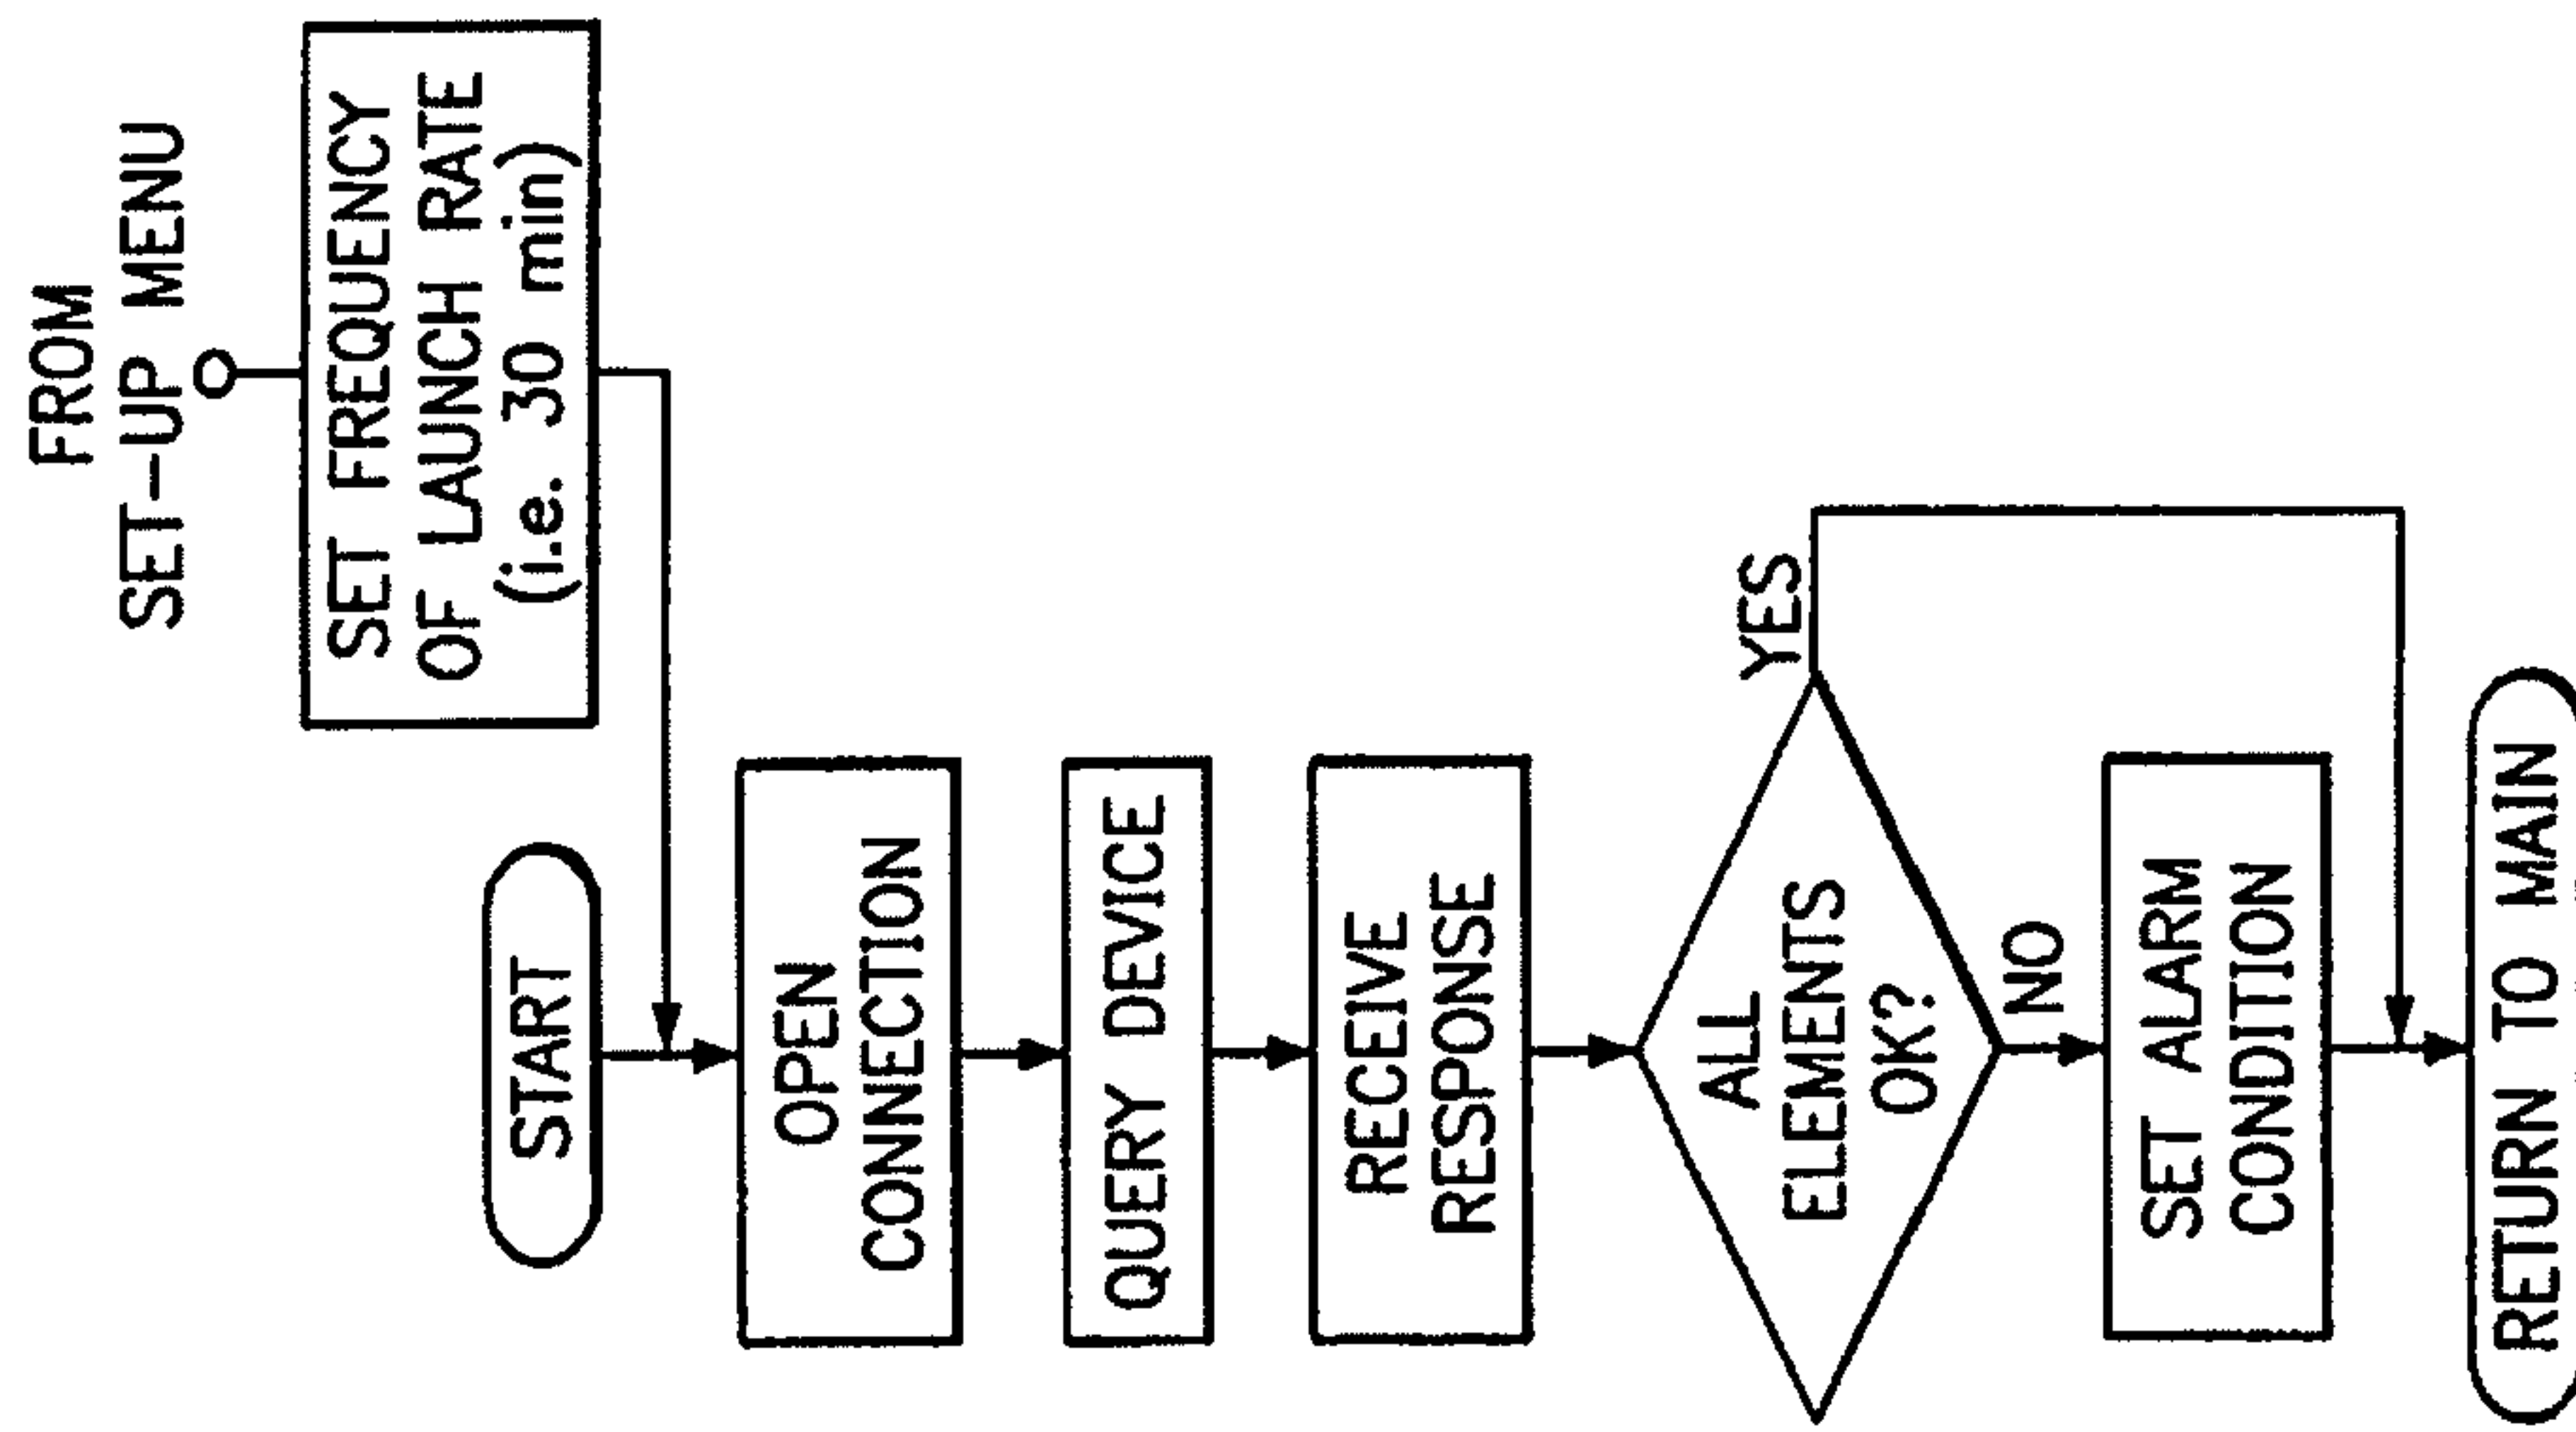 FROM
SET-UP MENU
SET FREQUENCY
OF LAUNCH RATE
(i.e. 30 min)
START
OPEN
CONNECTION
QUERY DEVICE
RECEIVE
RESPONSE
ALL
ELEMENTS
OK?
YES
NO
SET ALARM
CONDITION
RETURN TO MAIN